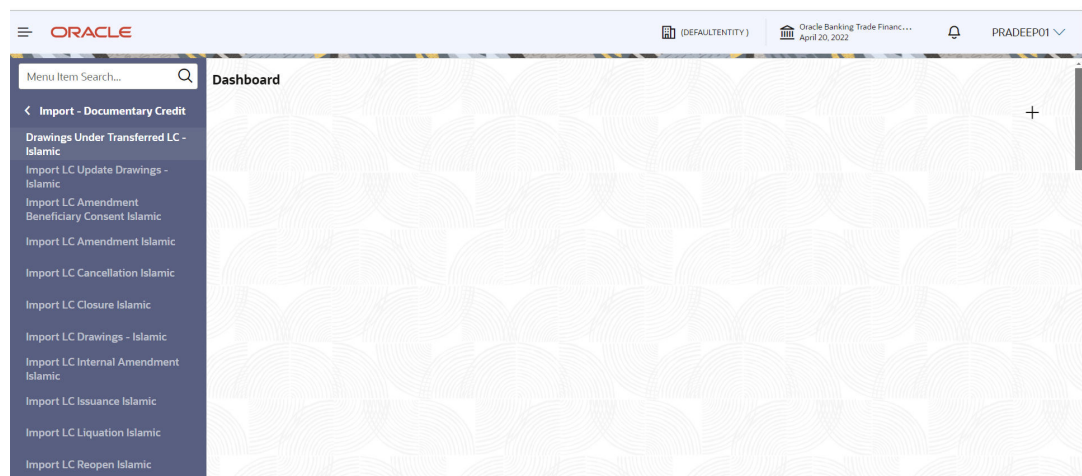 ORACLE
(DEFAULTENTITY )
Oracle Banking Trade Financ...
April 20, 2022
PRADEEP01
Menu Item Search...
Dashboard
Import - Documentary Credit
Drawings Under Transferred LC -
Islamic
Import LC Update Drawings -
Islamic
Import LC Amendment
Beneficiary Consent Islamic
Import LC Amendment Islamic
Import LC Cancellation Islamic
Import LC Closure Islamic
Import LC Drawings - Islamic
Import LC Internal Amendment
Islamic
Import LC Issuance Islamic
Import LC Liquation Islamic
Import LC Reopen Islamic